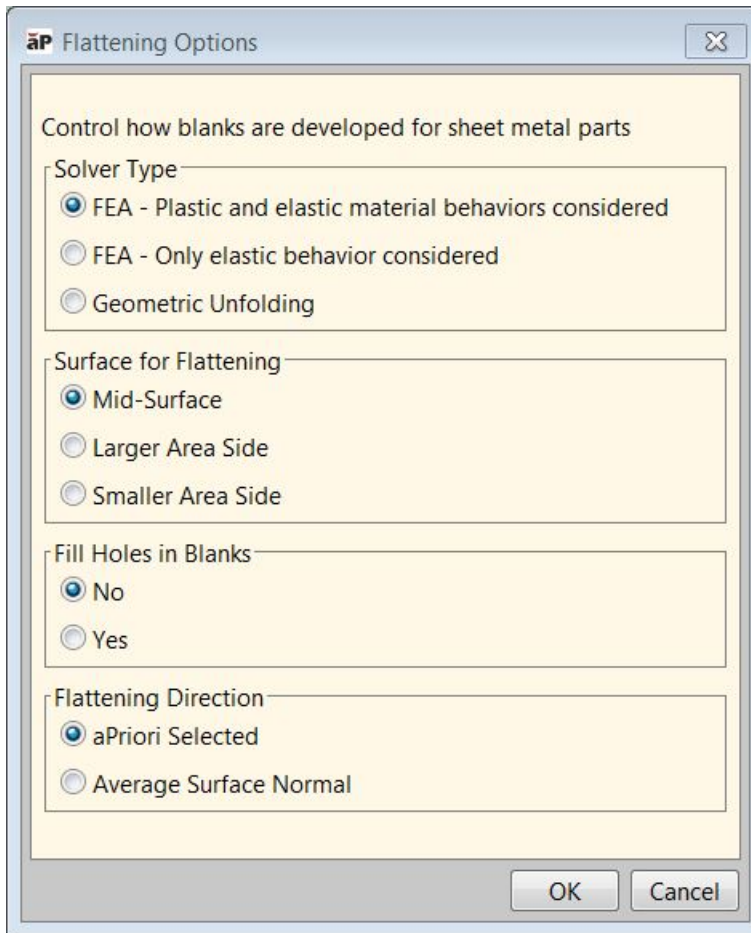 āP Flattening Options
Control how blanks are developed for sheet metal parts
Solver Type
FEA - Plastic and elastic material behaviors considered
FEA - Only elastic behavior considered
Geometric Unfolding
Surface for Flattening
Mid-Surface
Larger Area Side
Smaller Area Side
Fill Holes in Blanks
No
Yes
Flattening Direction
aPriori Selected
Average Surface Normal
OK Cancel